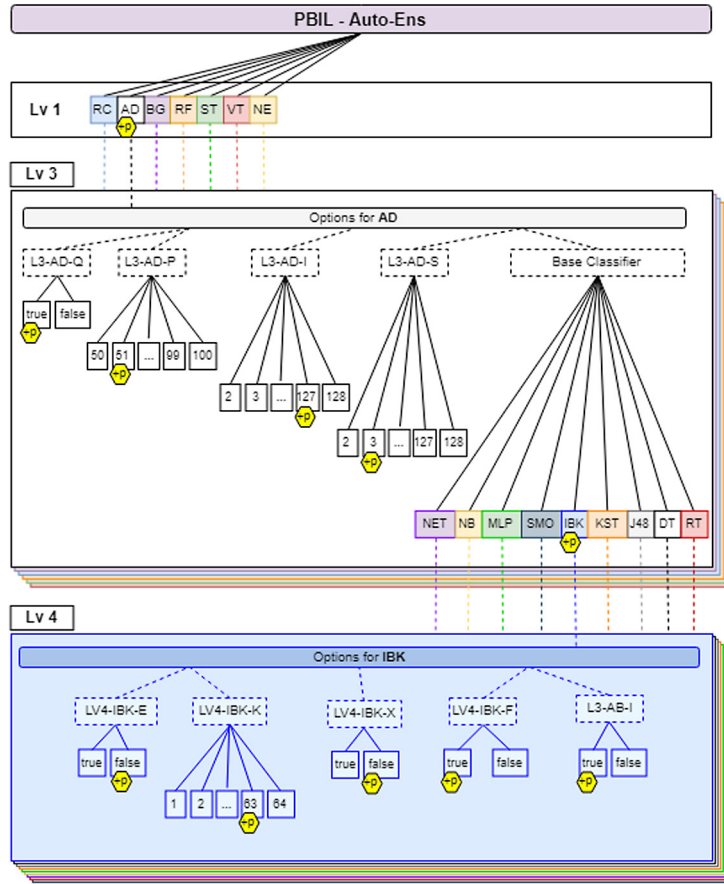 PBIL - Auto-Ens
Lv 1
RC AD BG RF ST VT NE
+p
Lv 3
Options for AD
L3-AD-Q L3-AD-P L3-AD-I L3-AD-S Base Classifier
true false
+p
50 51 ... 99 100
+p
2 3 ... 127 128
+p
2 3 ... 127 128
+p
NET NB MLP SMO IBK KST J48 DT RT
+p
Lv 4
Options for IBK
LV4-IBK-E LV4-IBK-K LV4-IBK-X LV4-IBK-F L3-AB-I
true false true false true false true false
+p +p +p +p
1 2 ... 63 64
+p